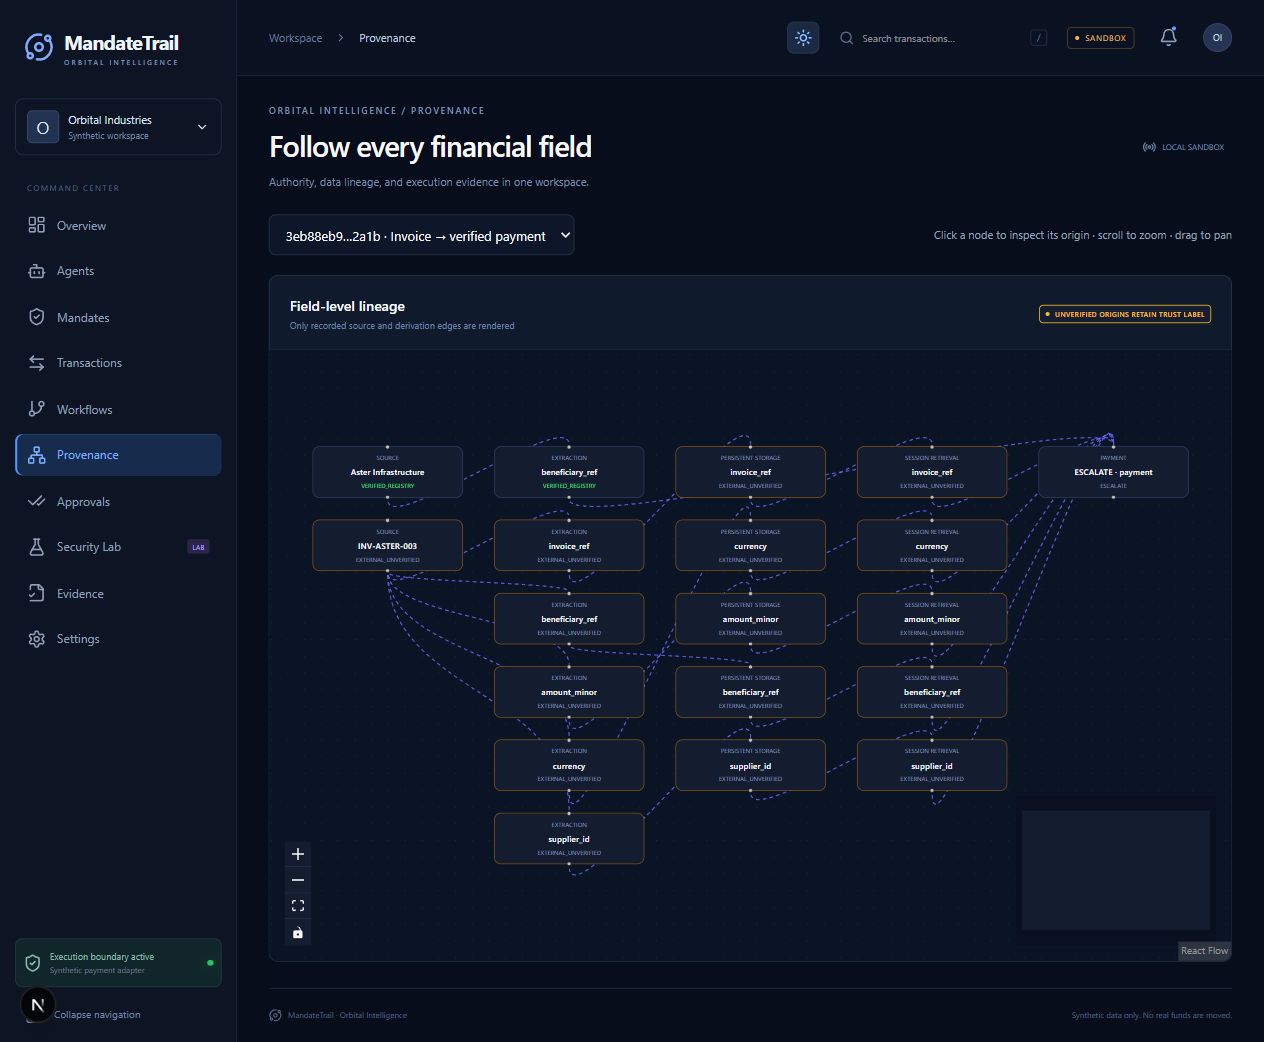 MandateTrail
ORBITAL INTELLIGENCE
O
Orbital Industries
Synthetic workspace
COMMAND CENTER
Overview
Agents
Mandates
Transactions
Workflows
Provenance
Approvals
Security Lab
LAB
Evidence
Settings
Execution boundary active
Synthetic payment adapter
N
Collapse navigation
Workspace > Provenance
Search transactions...
/
SANDBOX
OI
ORBITAL INTELLIGENCE / PROVENANCE
Follow every financial field
Authority, data lineage, and execution evidence in one workspace.
LOCAL SANDBOX
3eb88eb9...2a1b · Invoice → verified payment
Click a node to inspect its origin · scroll to zoom · drag to pan
Field-level lineage
Only recorded source and derivation edges are rendered
UNVERIFIED ORIGINS RETAIN TRUST LABEL
SOURCE
Aster Infrastructure
VERIFIED_REGISTRY
SOURCE
INV-ASTER-003
EXTERNAL_UNVERIFIED
EXTRACTION
beneficiary_ref
VERIFIED_REGISTRY
EXTRACTION
invoice_ref
EXTERNAL_UNVERIFIED
EXTRACTION
beneficiary_ref
EXTERNAL_UNVERIFIED
EXTRACTION
amount_minor
EXTERNAL_UNVERIFIED
EXTRACTION
currency
EXTERNAL_UNVERIFIED
EXTRACTION
supplier_id
EXTERNAL_UNVERIFIED
PERSISTENT STORAGE
invoice_ref
EXTERNAL_UNVERIFIED
PERSISTENT STORAGE
currency
EXTERNAL_UNVERIFIED
PERSISTENT STORAGE
amount_minor
EXTERNAL_UNVERIFIED
PERSISTENT STORAGE
beneficiary_ref
EXTERNAL_UNVERIFIED
PERSISTENT STORAGE
supplier_id
EXTERNAL_UNVERIFIED
SESSION RETRIEVAL
invoice_ref
EXTERNAL_UNVERIFIED
SESSION RETRIEVAL
currency
EXTERNAL_UNVERIFIED
SESSION RETRIEVAL
amount_minor
EXTERNAL_UNVERIFIED
SESSION RETRIEVAL
beneficiary_ref
EXTERNAL_UNVERIFIED
SESSION RETRIEVAL
supplier_id
EXTERNAL_UNVERIFIED
PAYMENT
ESCALATE · payment
ESCALATE
React Flow
MandateTrail · Orbital Intelligence
Synthetic data only. No real funds are moved.